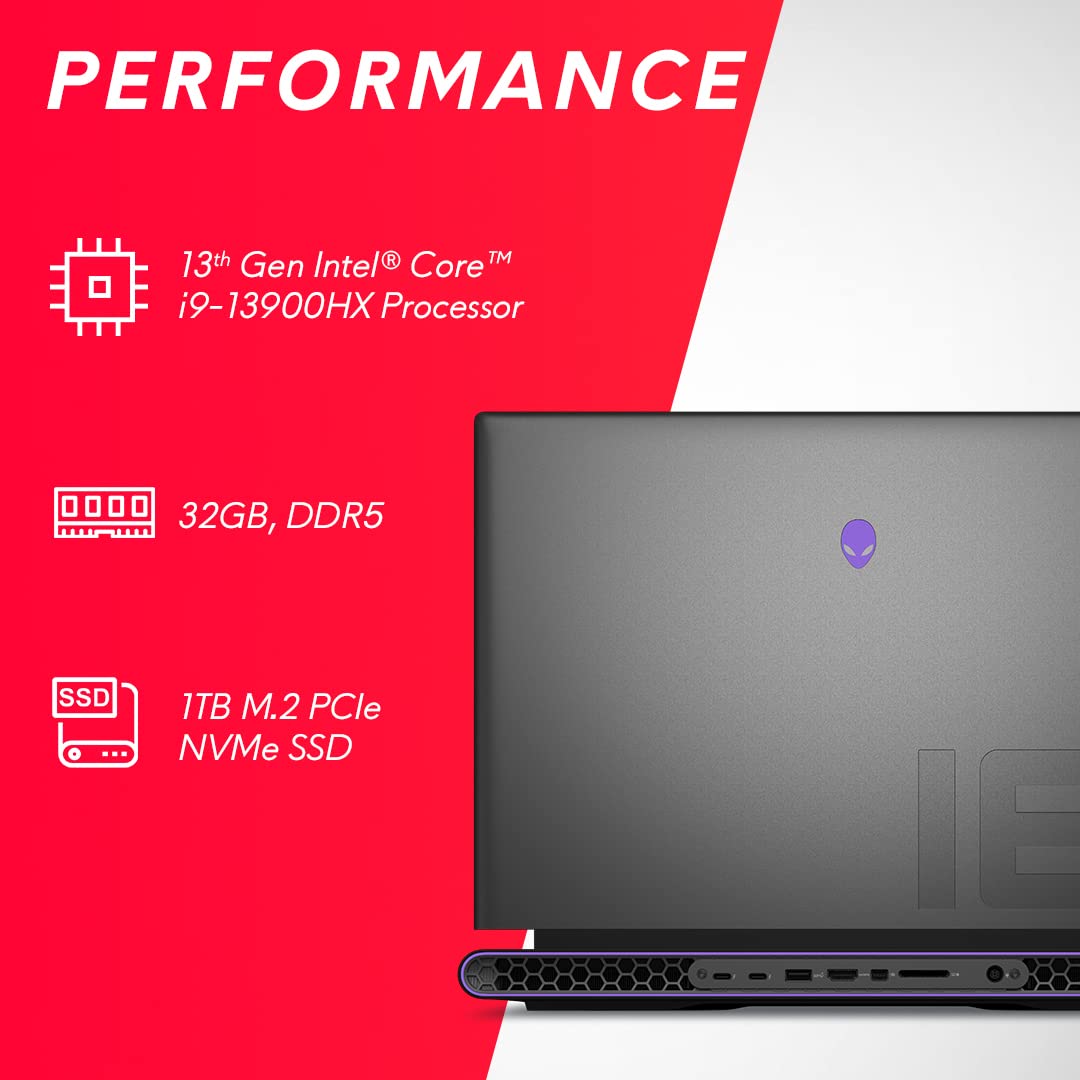 PERFORMANCE
13th Gen Intel® Core™
i9-13900HX Processor
32GB, DDR5
SSD
1TB M.2 PCIe
NVMe SSD